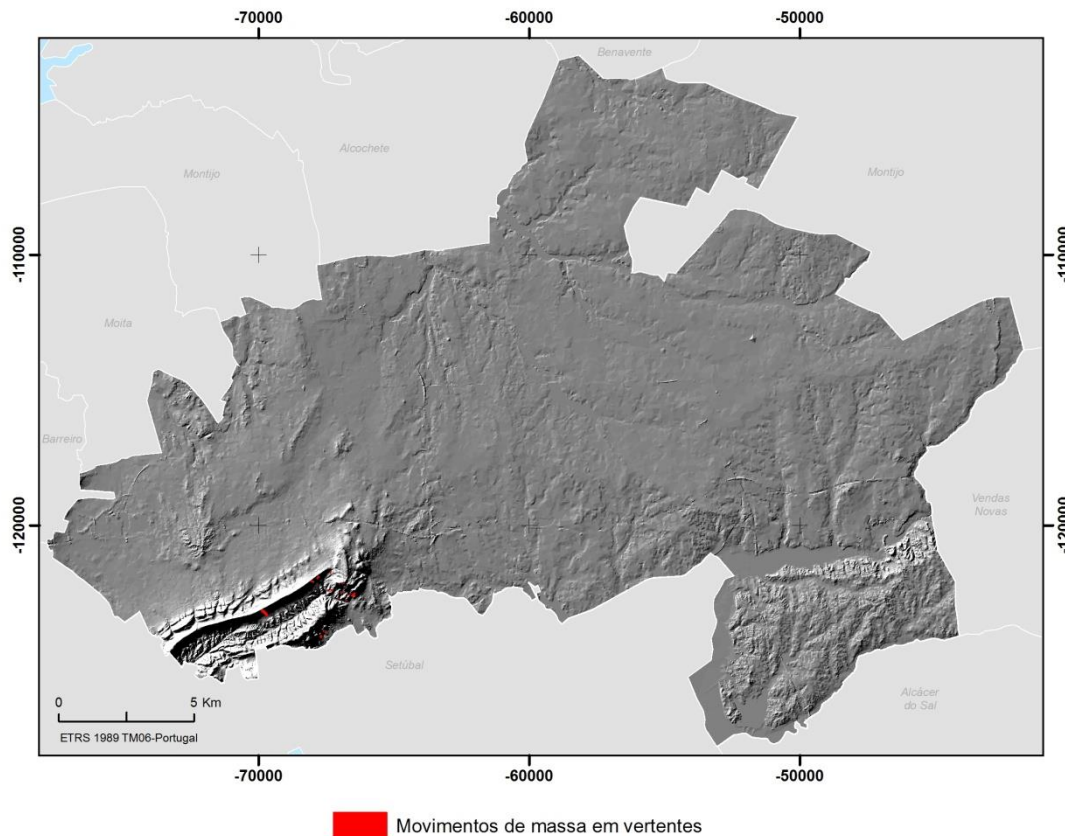 -70000
-60000
-50000
Benavente
Alcochete
Montijo
Montijo
-110000
-110000
Moita
Barreiro
Vendas
Novas
-120000
-120000
Setúbal
Alcácer
do Sal
0
5 Km
ETRS 1989 TM06-Portugal
-70000
-60000
-50000
Movimentos de massa em vertentes